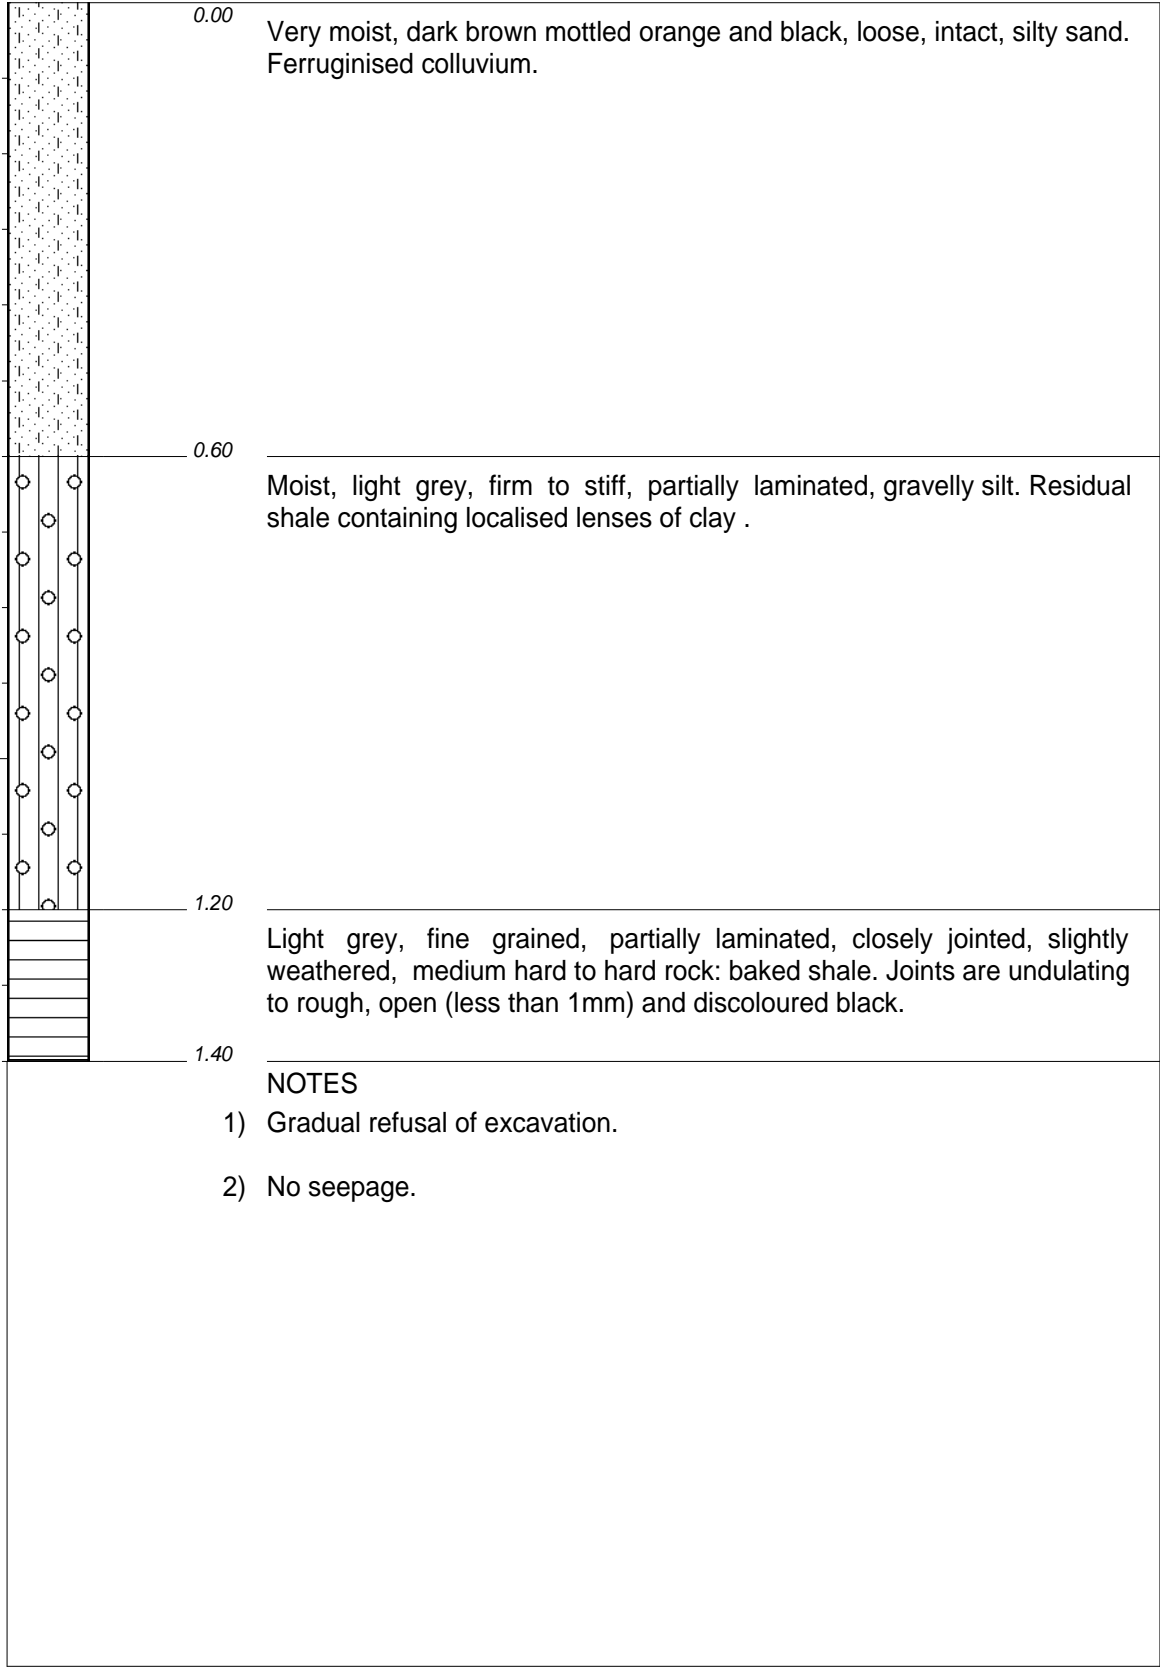 0.00
Very moist, dark brown mottled orange and black, loose, intact, silty sand.
Ferruginised colluvium.
0.60
Moist, light grey, firm to stiff, partially laminated, gravelly silt. Residual
shale containing localised lenses of clay .
1.20
Light grey, fine grained, partially laminated, closely jointed, slightly
weathered, medium hard to hard rock: baked shale. Joints are undulating
to rough, open (less than 1mm) and discoloured black.
1.40
NOTES
1) Gradual refusal of excavation.
2) No seepage.